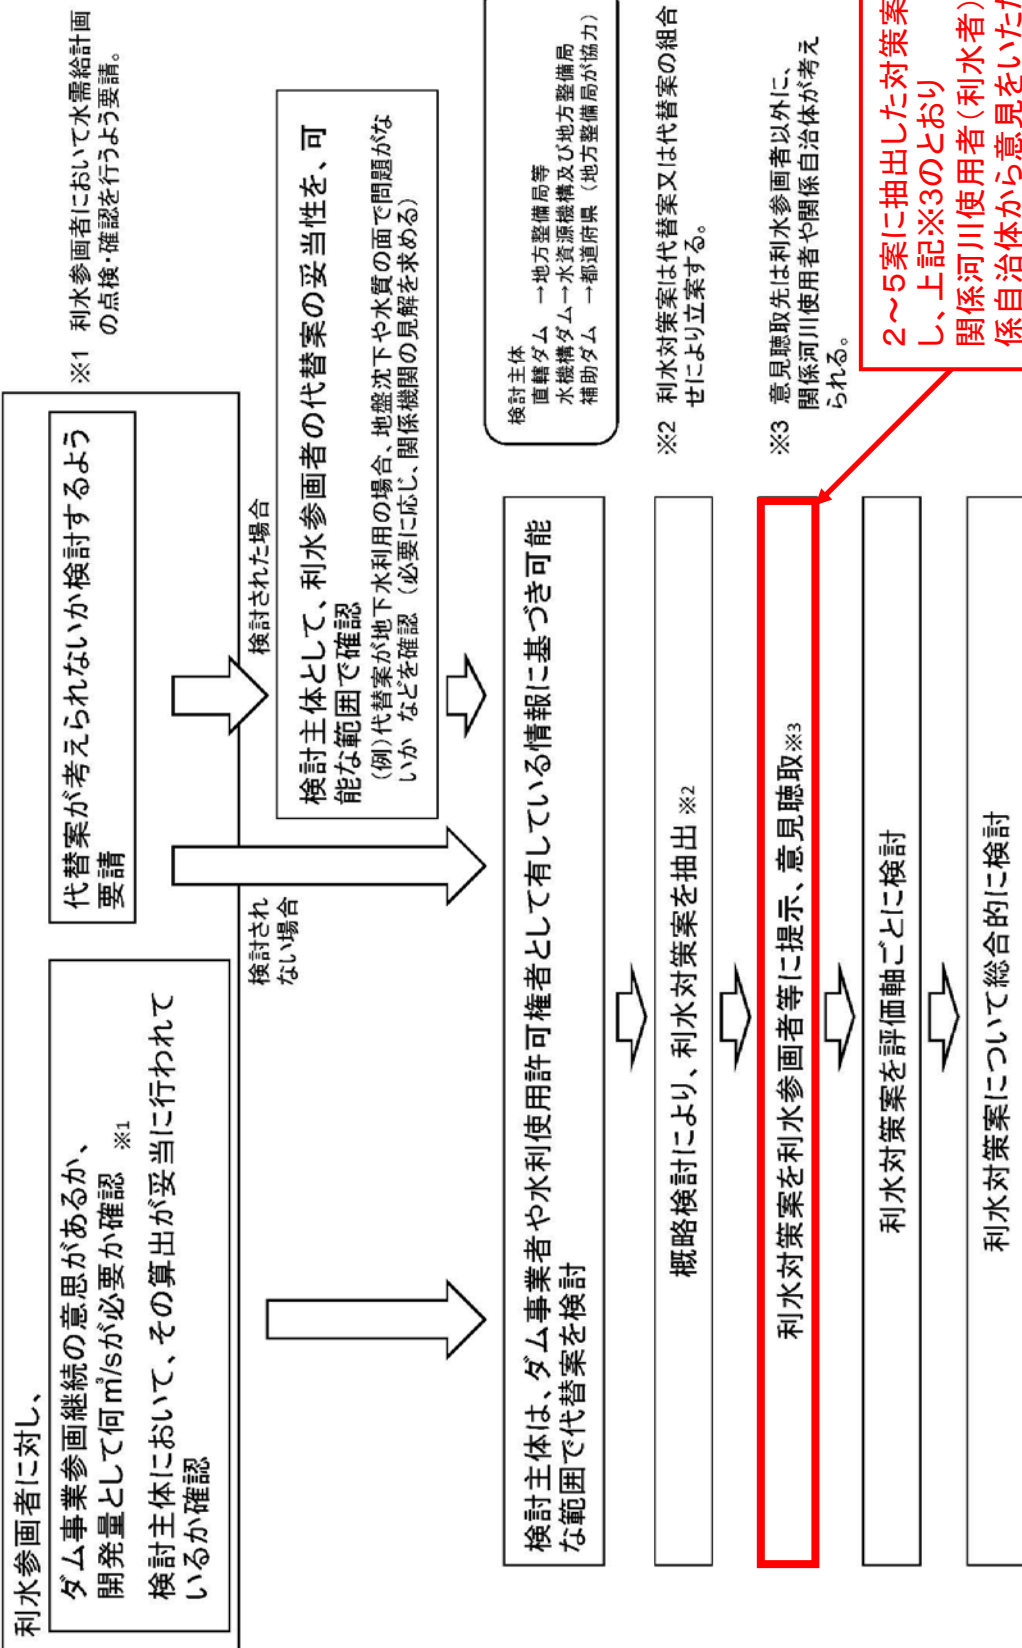 利水参画者に対し、
ダム事業参画継続の意思があるか、
開発量として何㎥/sが必要か確認 ※1
検討主体において、その算出が妥当に行われて
いるか確認
代替案が考えられないか検討するよう
要請
※1 利水参画者において水需給計画
の点検・確認を行うよう要請。
検討され
ない場合
検討された場合
検討主体として、利水参画者の代替案の妥当性を、可
能な範囲で確認
(例)代替案が地下水利用の場合、地盤沈下や水質の面で問題がな
いか などを確認 (必要に応じ、関係機関の見解を求める)
検討主体は、ダム事業者や水利使用許可権者として有している情報に基づき可能
な範囲で代替案を検討
検討主体
直轄ダム →地方整備局等
水機構ダム→水資源機構及び地方整備局
補助ダム →都道府県(地方整備局が協力)
概略検討により、利水対策案を抽出 ※2
※2 利水対策案は代替案又は代替案の組合
せにより立案する。
利水対策案を利水参画者等に提示、意見聴取※3
※3 意見聴取先は利水参画者以外に、
関係河川使用者や関係自治体が考え
られる。
2~5案に抽出した対策案
し、上記※3のとおり
関係河川使用者(利水者)
係自治体から意見をいただ
利水対策案を評価軸ごとに検討
利水対策案について総合的に検討